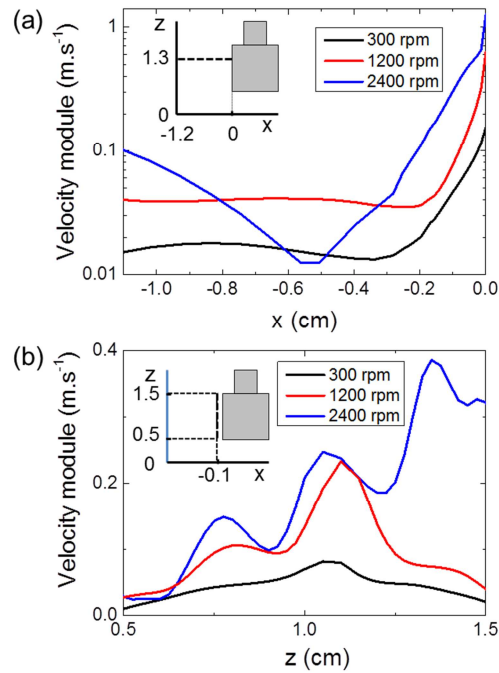 (a)
Velocity module (m.s⁻¹)
1
0.1
0.01
z
1.3
0
-1.2
0
x
300 rpm
1200 rpm
2400 rpm
-1.0
-0.8
-0.6
-0.4
-0.2
0.0
x (cm)
(b)
Velocity module (m.s⁻¹)
0.4
0.2
0.0
z
1.5
0.5
0
-0.1
x
300 rpm
1200 rpm
2400 rpm
0.5
1.0
1.5
z (cm)